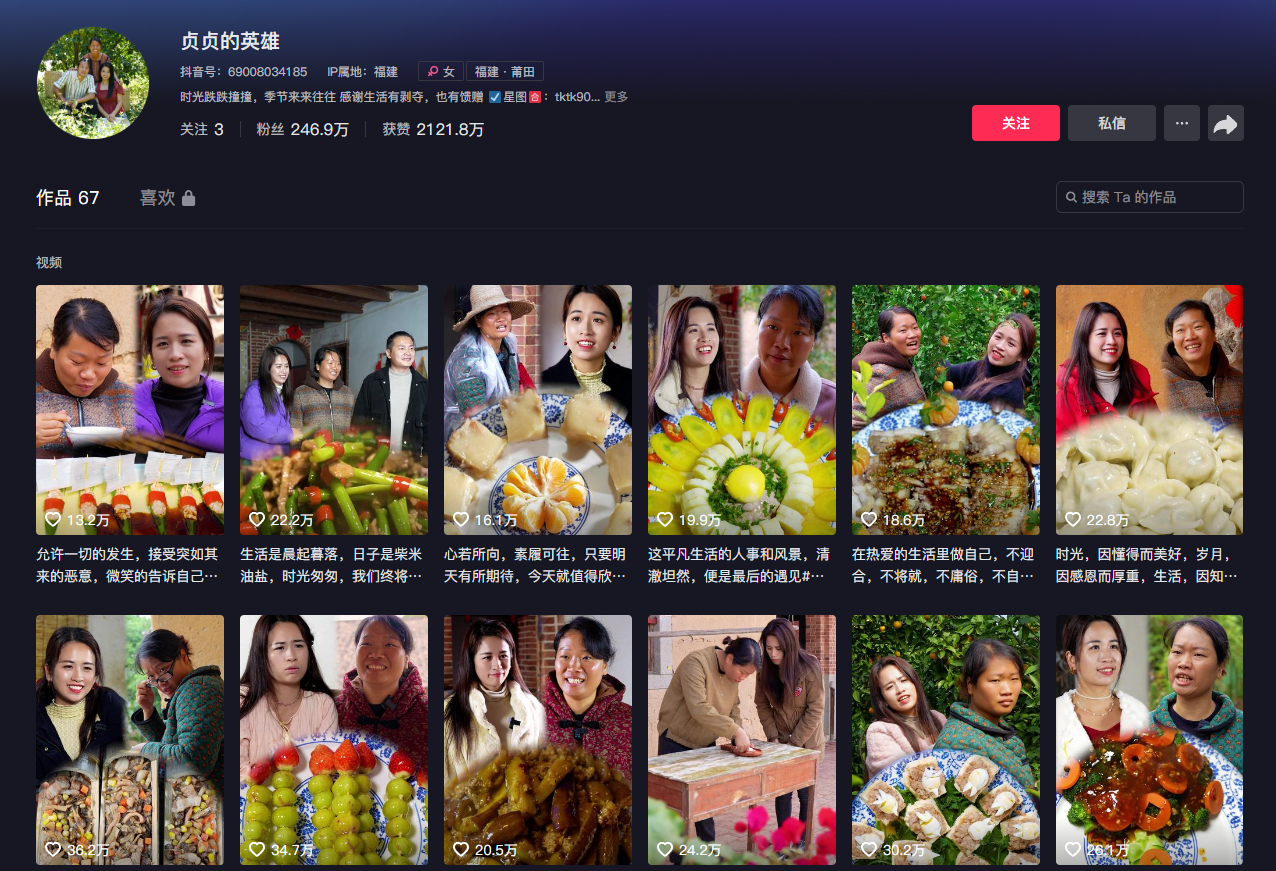 贞贞的英雄
抖音号：69008034185 IP属地：福建 女 福建·莆田
时光跌跌撞撞，季节来来往往 感谢生活有剥夺，也有馈赠 ☑星图🈴：tktk90... 更多
关注 3 粉丝 246.9万 获赞 2121.8万
关注 私信 ...
作品 67 喜欢
搜索 Ta 的作品
视频
13.2万 22.2万 16.1万 19.9万 18.6万 22.8万
允许一切的发生，接受突如其
来的恶意，微笑的告诉自己…
生活是晨起暮落，日子是柴米
油盐，时光匆匆，我们终将…
心若所向，素履可往，只要明
天有所期待，今天就值得欣…
这平凡生活的人事和风景，清
澈坦然，便是最后的遇见#…
在热爱的生活里做自己，不迎
合，不将就，不庸俗，不自…
时光，因懂得而美好，岁月，
因感恩而厚重，生活，因知…
36.2万 34.7万 20.5万 24.2万 30.2万 26.1万